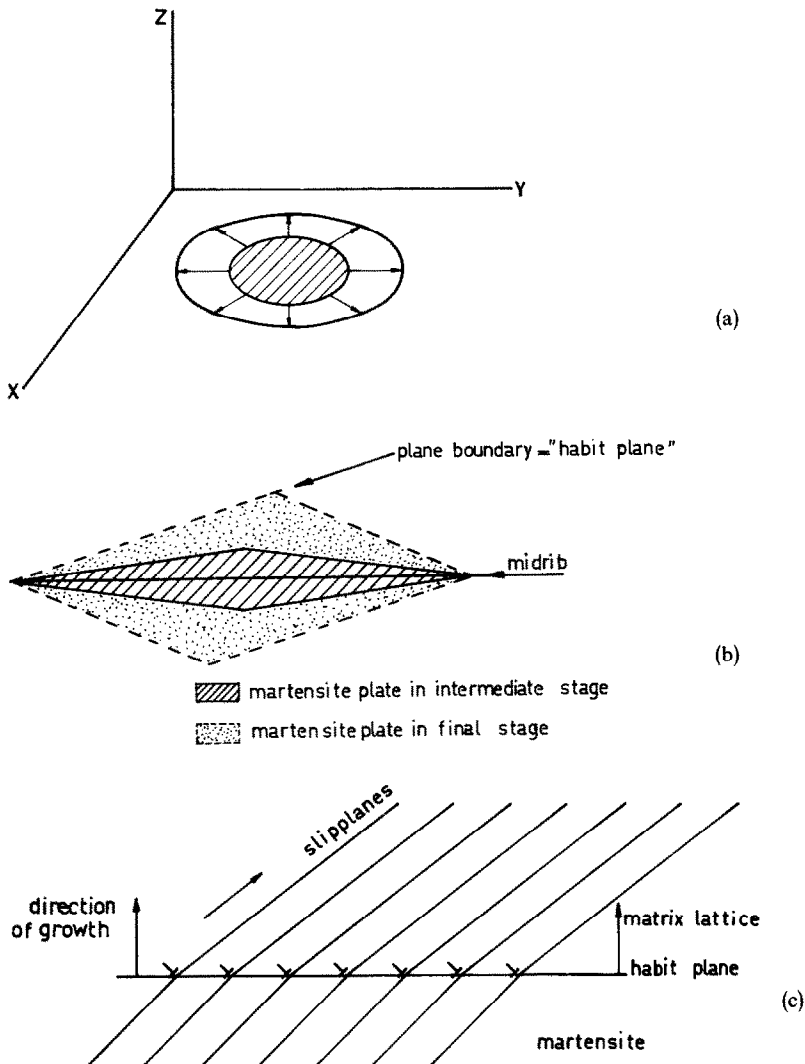 Z
Y
X
(a)
plane boundary="habit plane"
midrib
(b)
martensite plate in intermediate stage
martensite plate in final stage
slipplanes
direction
of growth
matrix lattice
habit plane
(c)
martensite